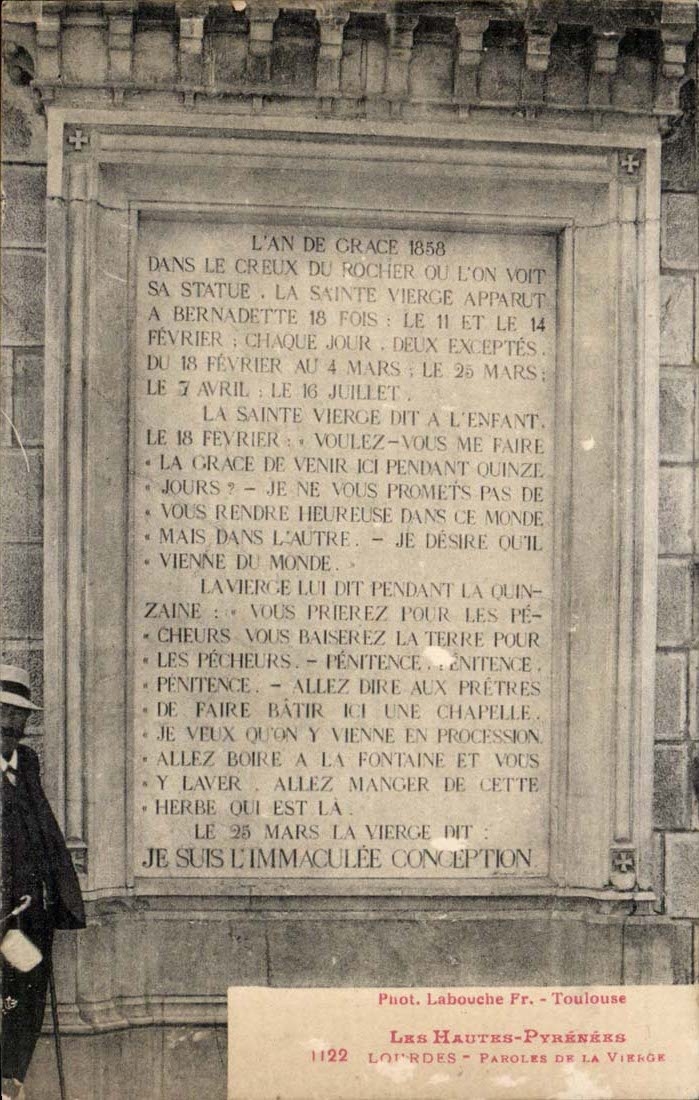 L'AN DE GRACE 1858
DANS LE CREUX DU ROCHER OU L'ON VOIT
SA STATUE . LA SAINTE VIERGE APPARUT
A BERNADETTE 18 FOIS : LE 11 ET LE 14
FÉVRIER ; CHAQUE JOUR . DEUX EXCEPTÉS .
DU 18 FÉVRIER AU 4 MARS ; LE 25 MARS ;
LE 7 AVRIL ; LE 16 JUILLET .
LA SAINTE VIERGE DIT A L'ENFANT .
LE 18 FEVRIER : « VOULEZ-VOUS ME FAIRE
« LA GRACE DE VENIR ICI PENDANT QUINZE
« JOURS ? – JE NE VOUS PROMETS PAS DE
« VOUS RENDRE HEUREUSE DANS CE MONDE
« MAIS DANS L'AUTRE . – JE DÉSIRE QU'IL
« VIENNE DU MONDE . »
LA VIERGE LUI DIT PENDANT LA QUIN-
ZAINE : « VOUS PRIEREZ POUR LES PÉ-
« CHEURS VOUS BAISEREZ LA TERRE POUR
« LES PÉCHEURS . – PÉNITENCE . PÉNITENCE .
« PÉNITENCE . – ALLEZ DIRE AUX PRÊTRES
« DE FAIRE BÂTIR ICI UNE CHAPELLE .
« JE VEUX QU'ON Y VIENNE EN PROCESSION .
« ALLEZ BOIRE A LA FONTAINE ET VOUS
« Y LAVER . ALLEZ MANGER DE CETTE
« HERBE QUI EST LÀ .
LE 25 MARS LA VIERGE DIT :
JE SUIS L'IMMACULÉE CONCEPTION
Phot. Labouche Fr. - Toulouse
LES HAUTES-PYRÉNÉES
1122 LOURDES - PAROLES DE LA VIERGE